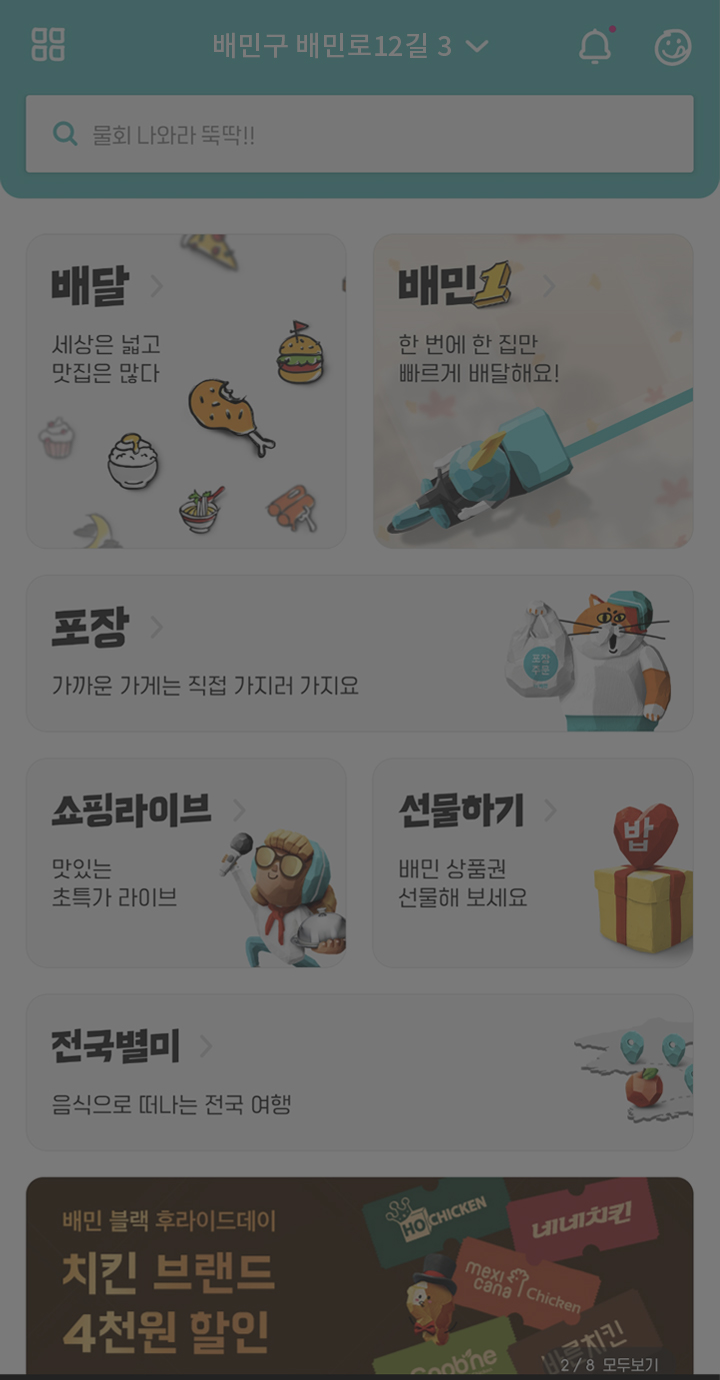 배민구 배민로12길 3
물회 나와라 뚝딱!!
배달
세상은 넓고
맛집은 많다
배민1
한 번에 한 집만
빠르게 배달해요!
포장
가까운 가게는 직접 가지러 가지요
포장
주문
쇼핑라이브
맛있는
초특가 라이브
선물하기
배민 상품권
선물해 보세요
밥
전국별미
음식으로 떠나는 전국 여행
배민 블랙 후라이드데이
치킨 브랜드
4천원 할인
HO CHICKEN
네네치킨
mexi
cana Chicken
Goobne
바른치킨
2/8 모두보기